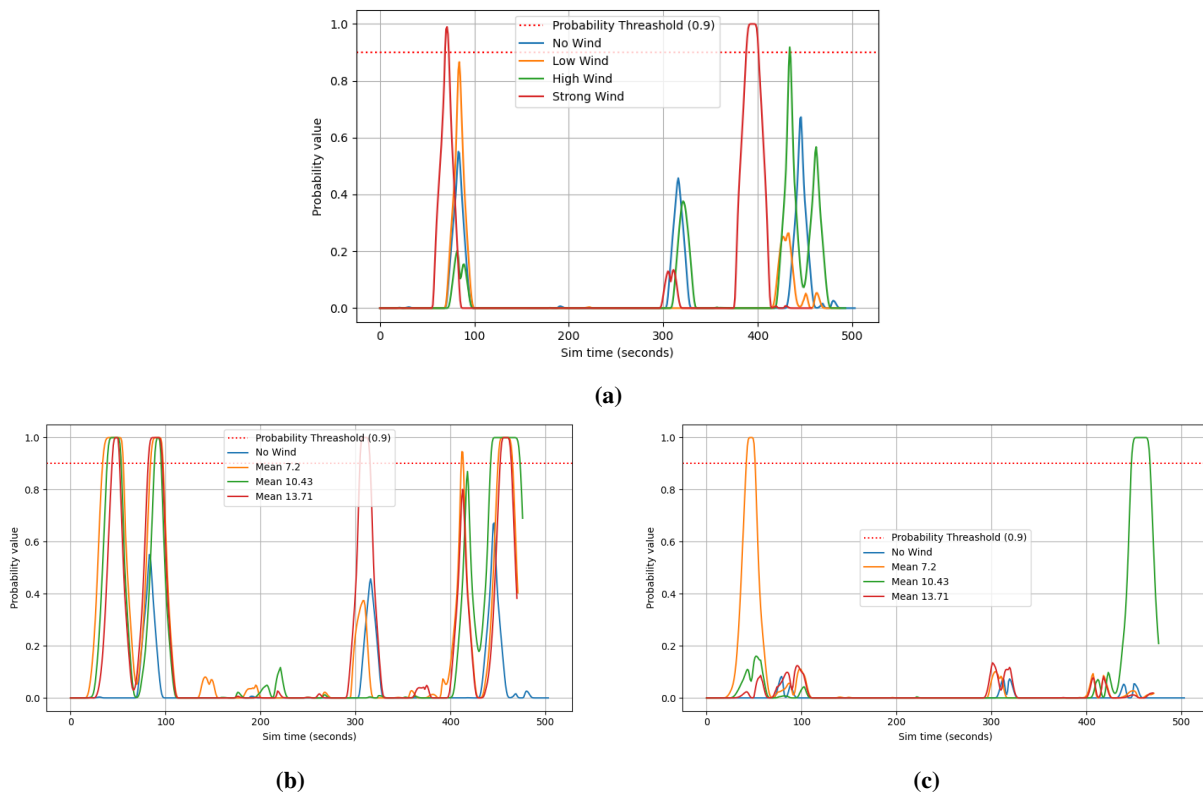 1.0
0.8
0.6
0.4
0.2
0.0
Probability value
Probability Threashold (0.9)
No Wind
Low Wind
High Wind
Strong Wind
0 100 200 300 400 500
Sim time (seconds)
(a)
1.0
0.8
0.6
0.4
0.2
0.0
Probability value
Probability Threashold (0.9)
No Wind
Mean 7.2
Mean 10.43
Mean 13.71
0 100 200 300 400 500
Sim time (seconds)
(b)
1.0
0.8
0.6
0.4
0.2
0.0
Probability value
Probability Threashold (0.9)
No Wind
Mean 7.2
Mean 10.43
Mean 13.71
0 100 200 300 400 500
Sim time (seconds)
(c)